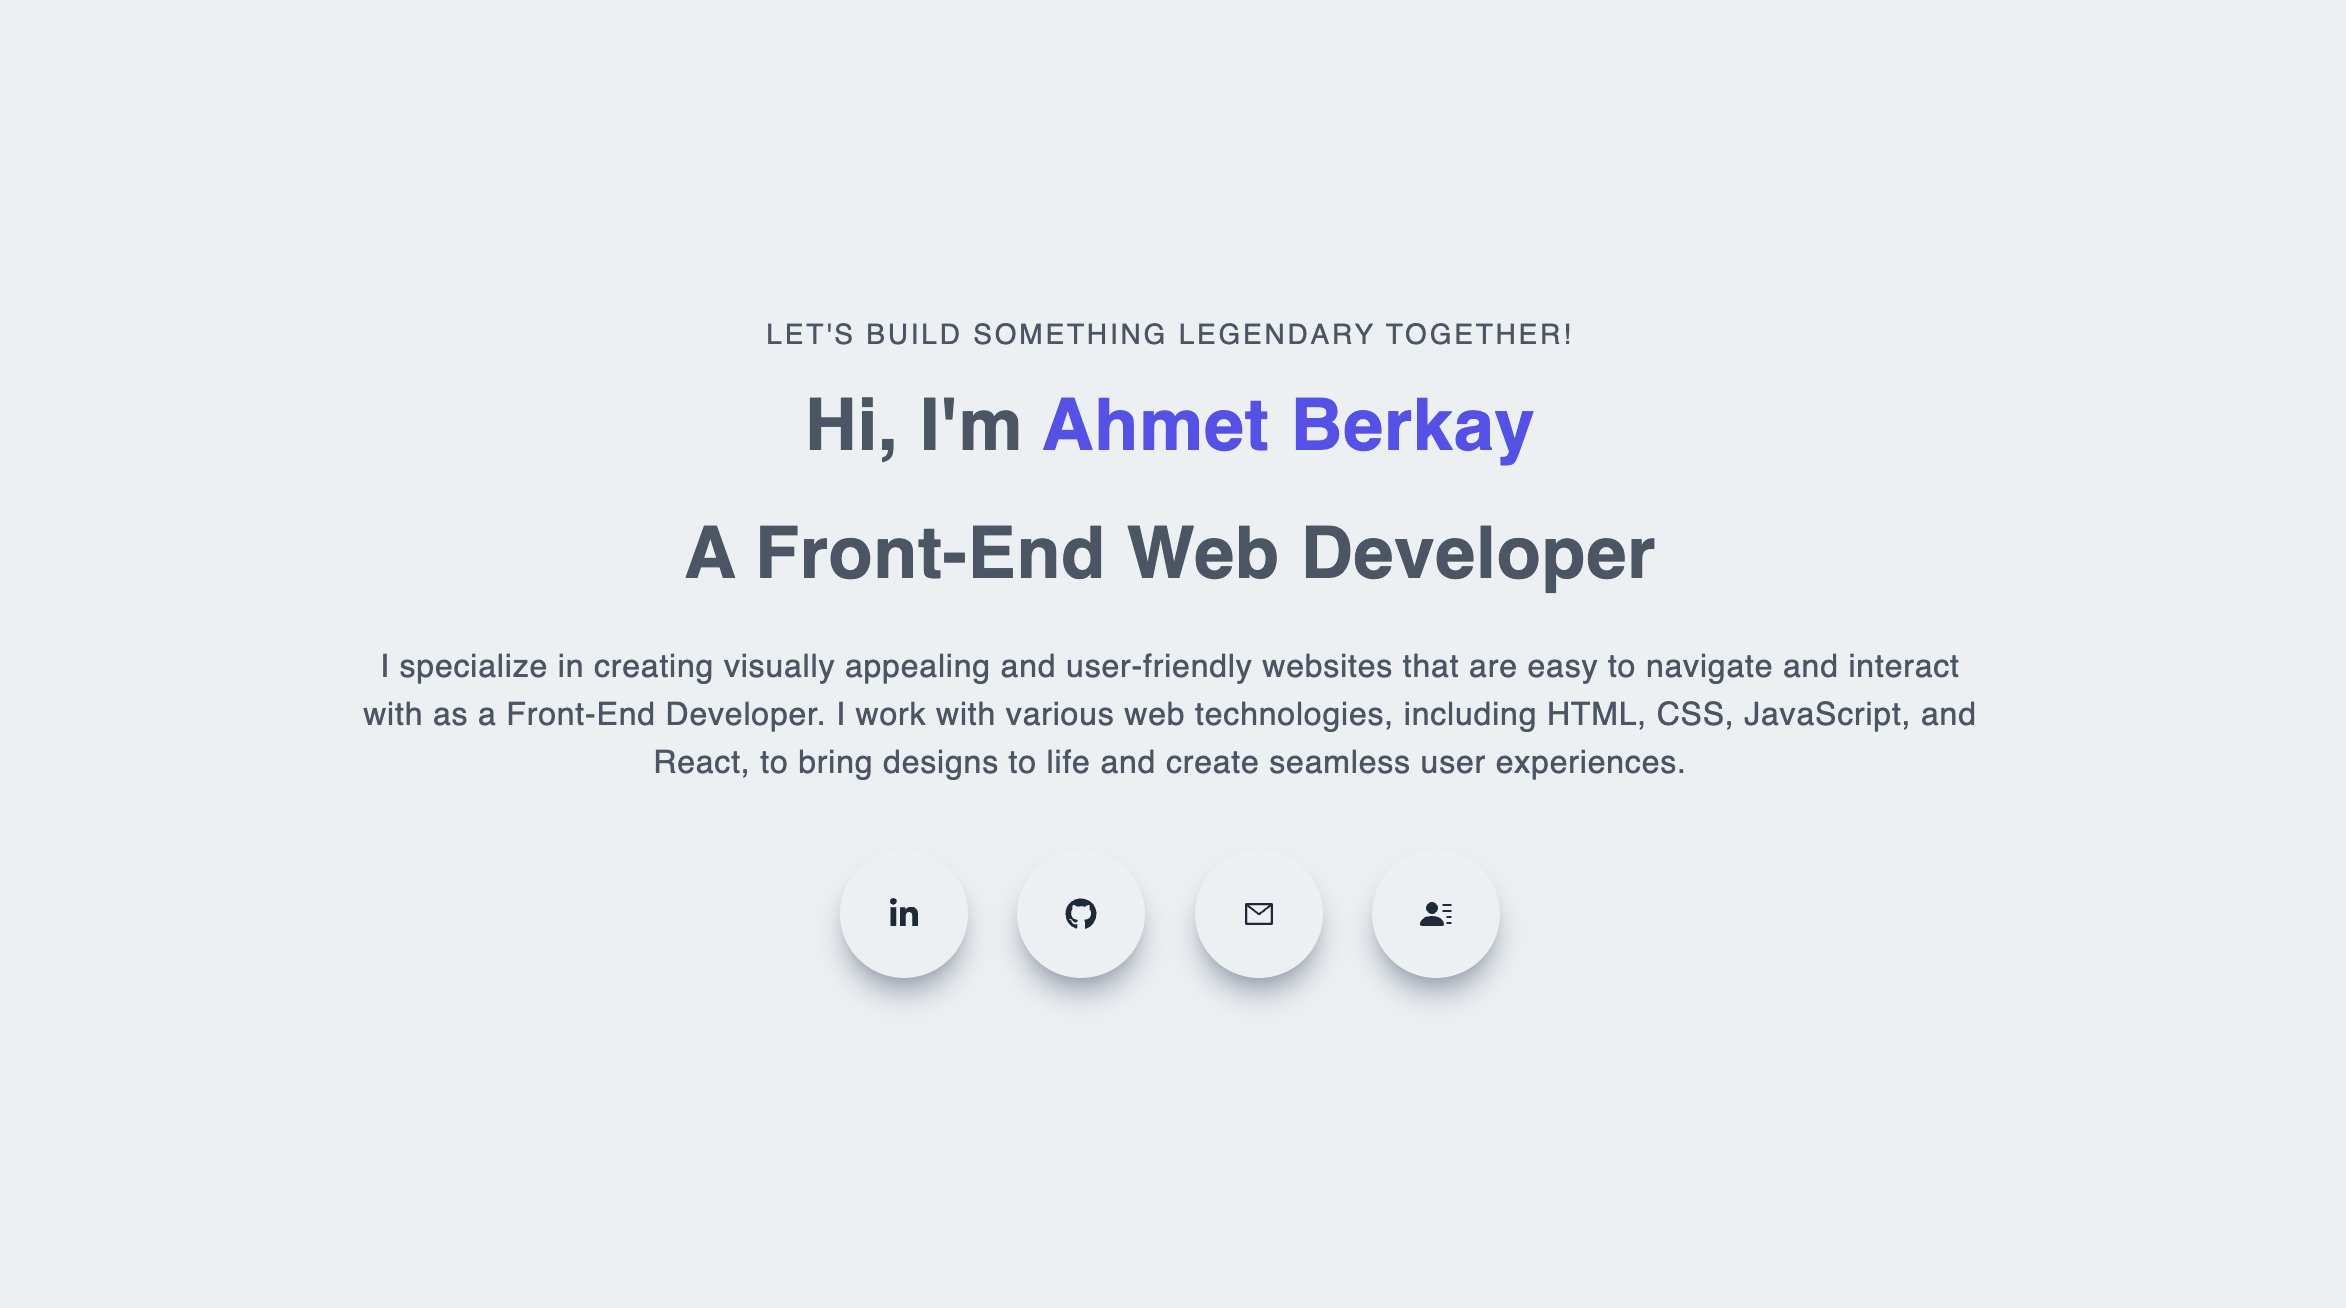 LET'S BUILD SOMETHING LEGENDARY TOGETHER!
Hi, I'm Ahmet Berkay
A Front-End Web Developer
I specialize in creating visually appealing and user-friendly websites that are easy to navigate and interact
with as a Front-End Developer. I work with various web technologies, including HTML, CSS, JavaScript, and
React, to bring designs to life and create seamless user experiences.
in